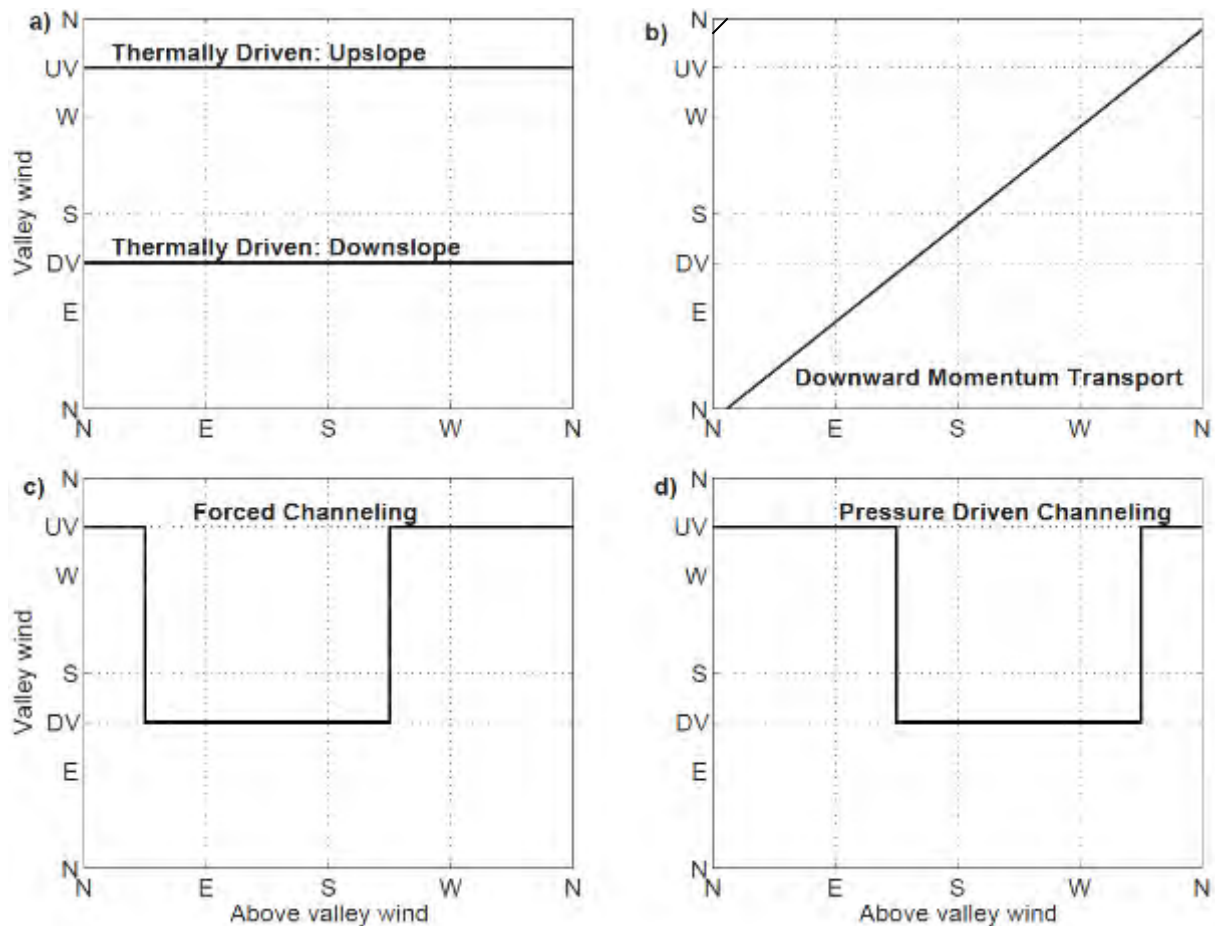 a)
N
Thermally Driven: Upslope
UV
W
Valley wind
S
Thermally Driven: Downslope
DV
E
N
N E S W N
b)
N
UV
W
S
DV
E
Downward Momentum Transport
N
N E S W N
c)
N
Forced Channeling
UV
W
Valley wind
S
DV
E
N
N E S W N
Above valley wind
d)
N
Pressure Driven Channeling
UV
W
S
DV
E
N
N E S W N
Above valley wind